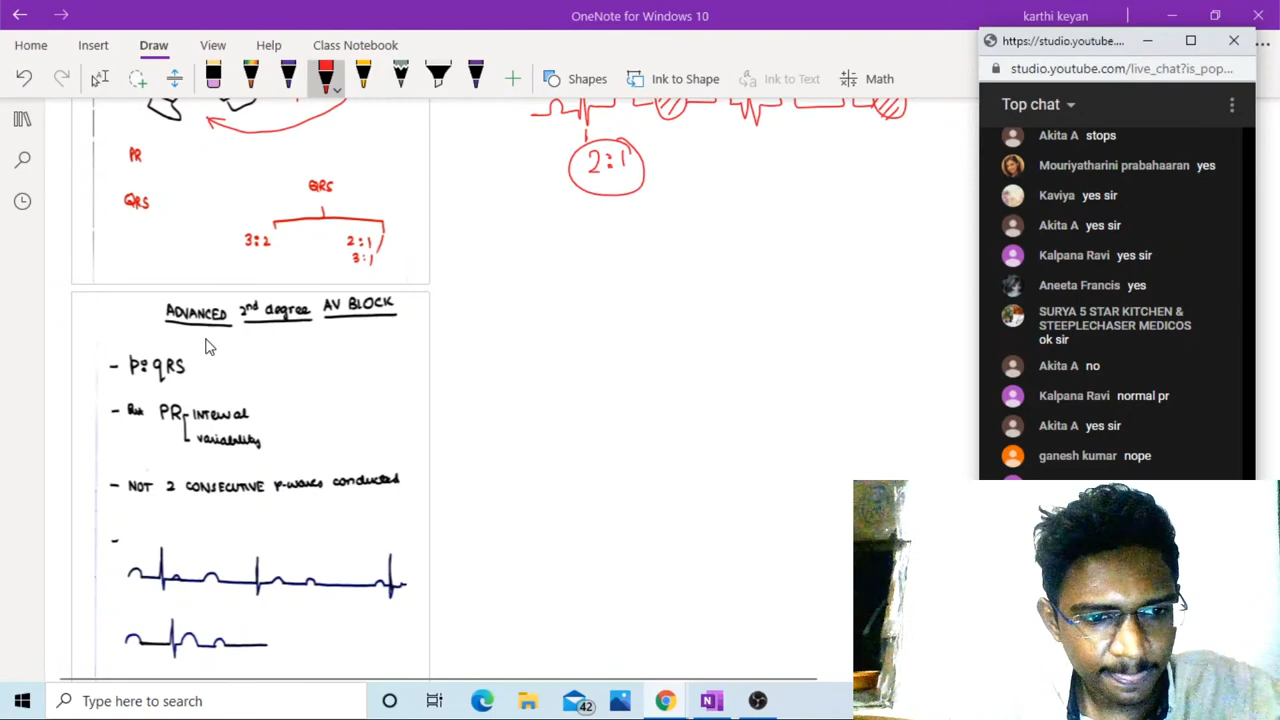 OneNote for Windows 10
karthi keyan
Home
Insert
Draw
View
Help
Class Notebook
Shapes
Ink to Shape
Ink to Text
Math
https://studio.youtube....
studio.youtube.com/live_chat?is_pop...
Top chat
Akita A stops
Mouriyatharini prabahaaran yes
Kaviya yes sir
Akita A yes sir
Kalpana Ravi yes sir
Aneeta Francis yes
SURYA 5 STAR KITCHEN &
STEEPLECHASER MEDICOS
ok sir
Akita A no
Kalpana Ravi normal pr
Akita A yes sir
ganesh kumar nope
2:1
PR
QRS
QRS
3:2
2:1
3:1
ADVANCED 2nd degree AV BLOCK
- P:qRS
- PR interval
variability
- NOT 2 CONSECUTIVE p-waves conducted
-
Type here to search
42